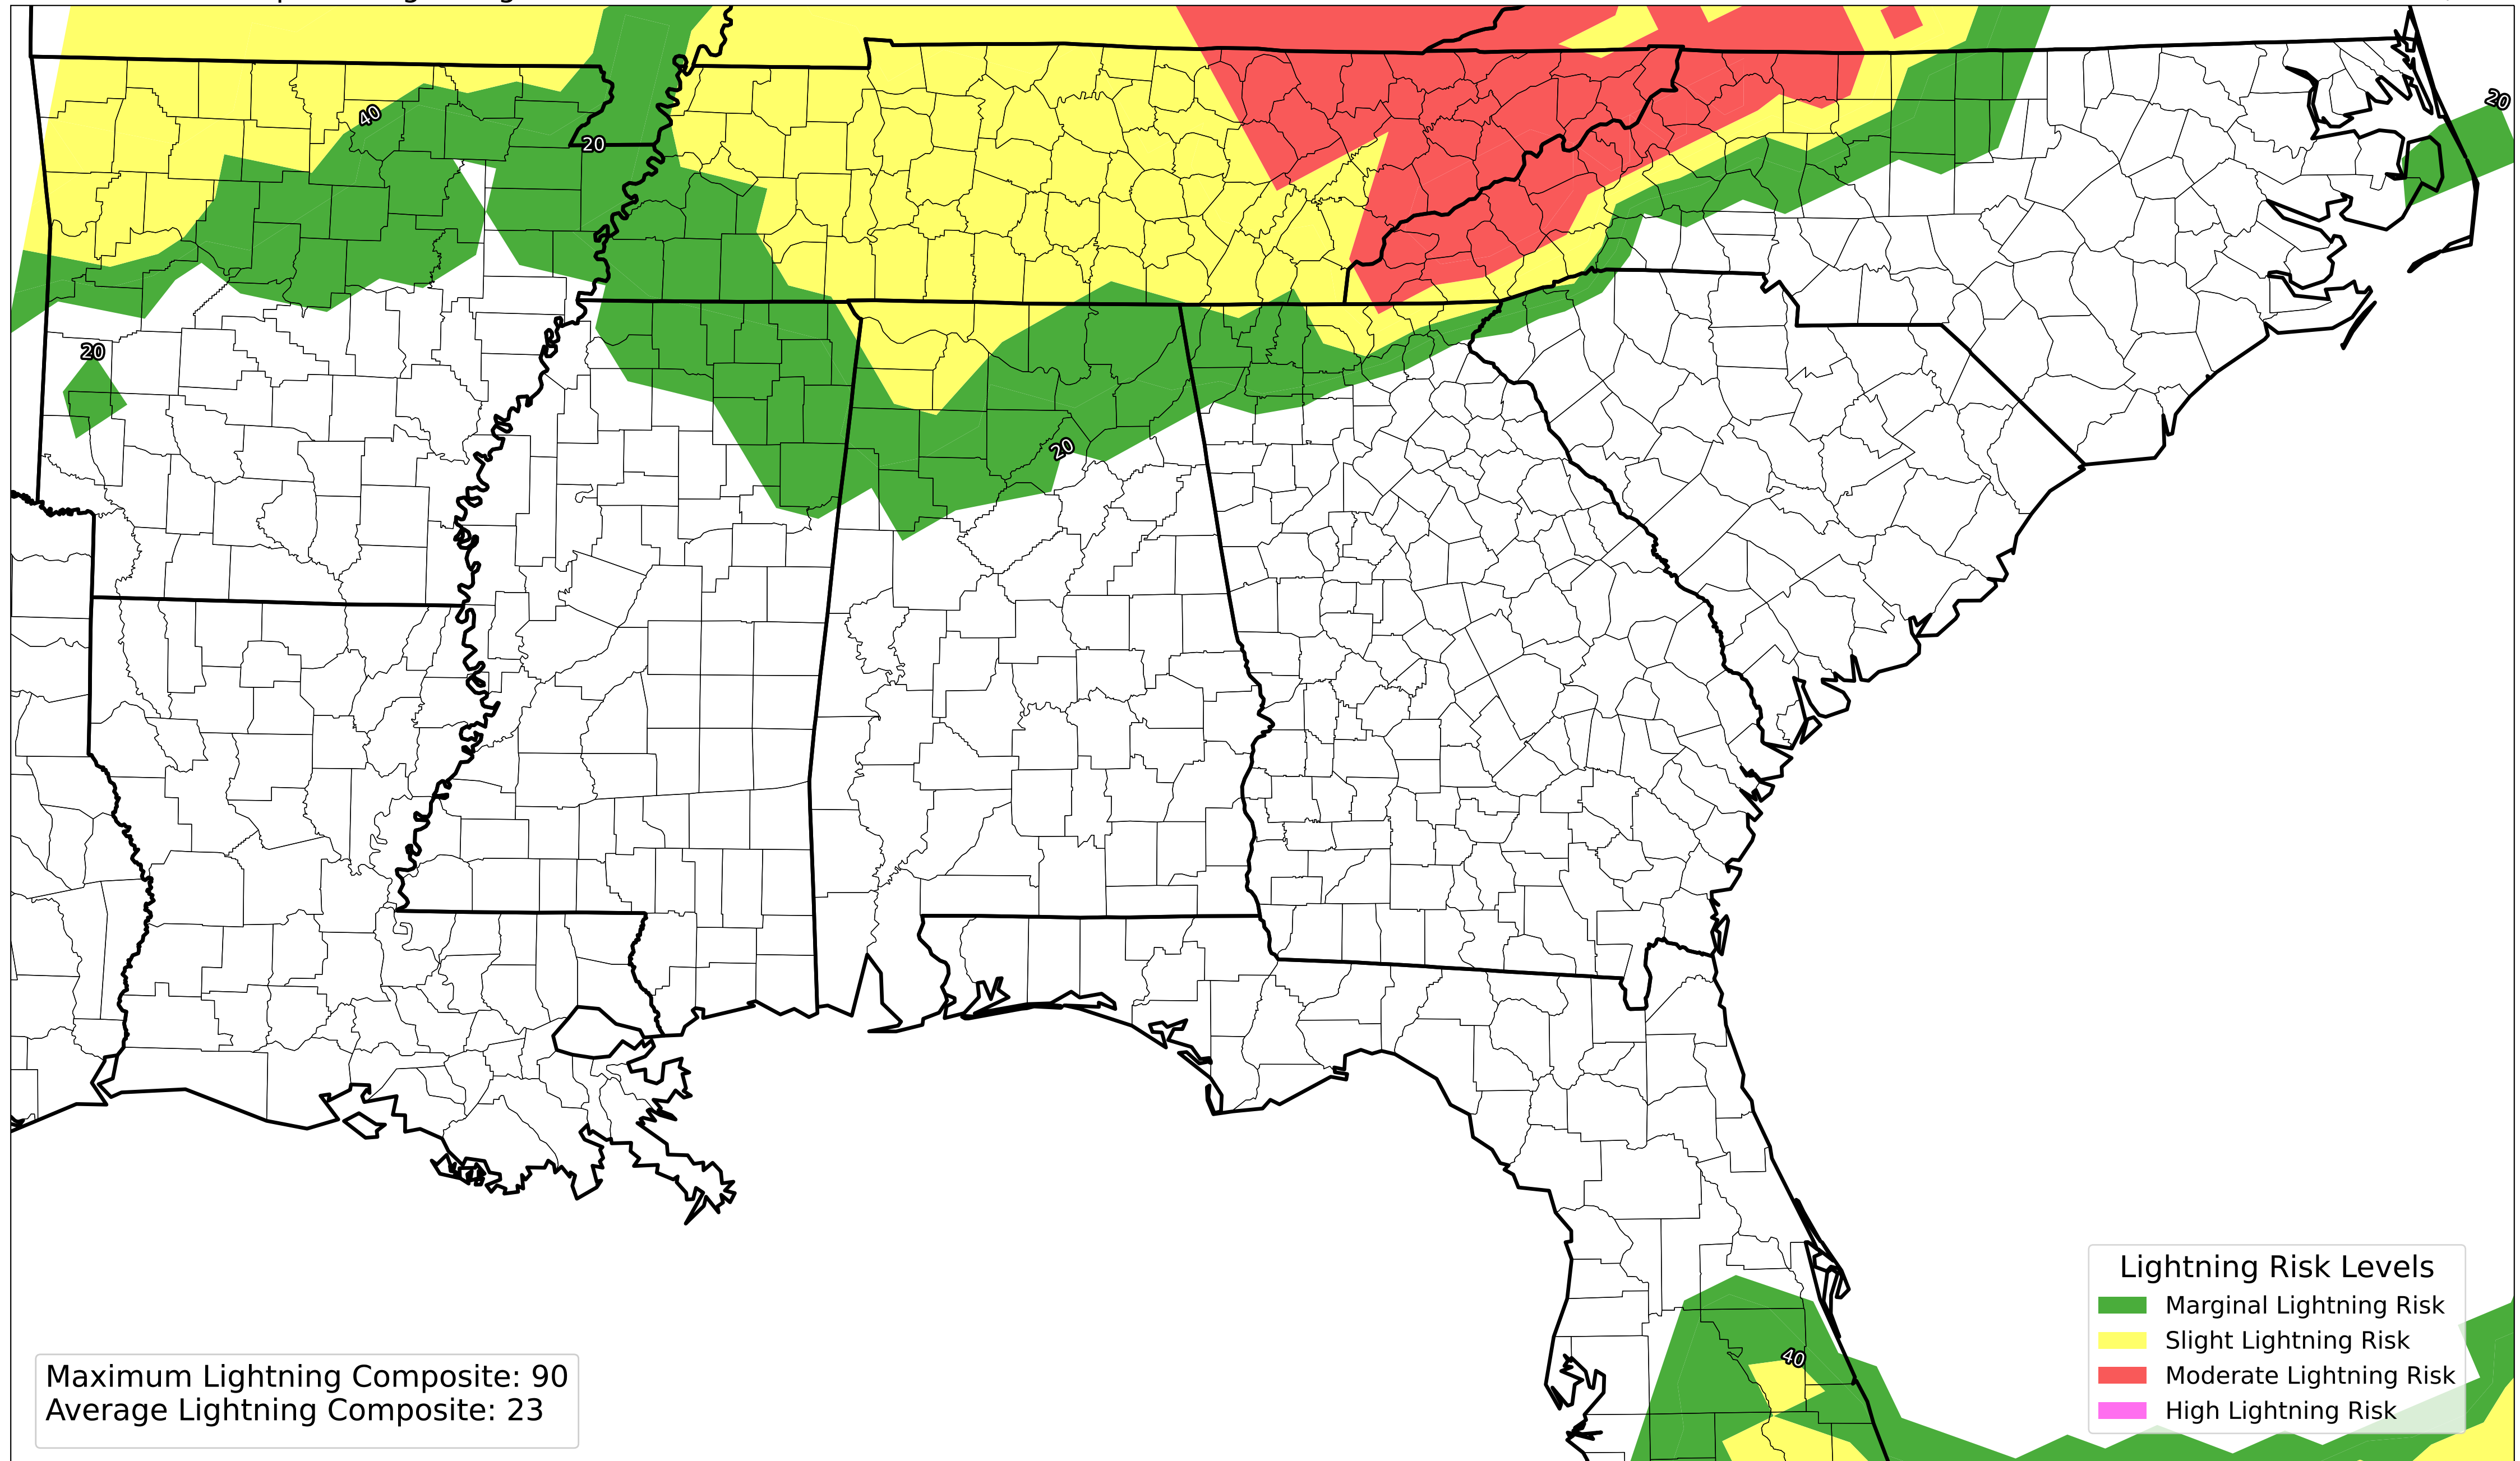 20
40
20
20
20
40
Lightning Risk Levels
Marginal Lightning Risk
Slight Lightning Risk
Moderate Lightning Risk
High Lightning Risk
Maximum Lightning Composite: 90
Average Lightning Composite: 23